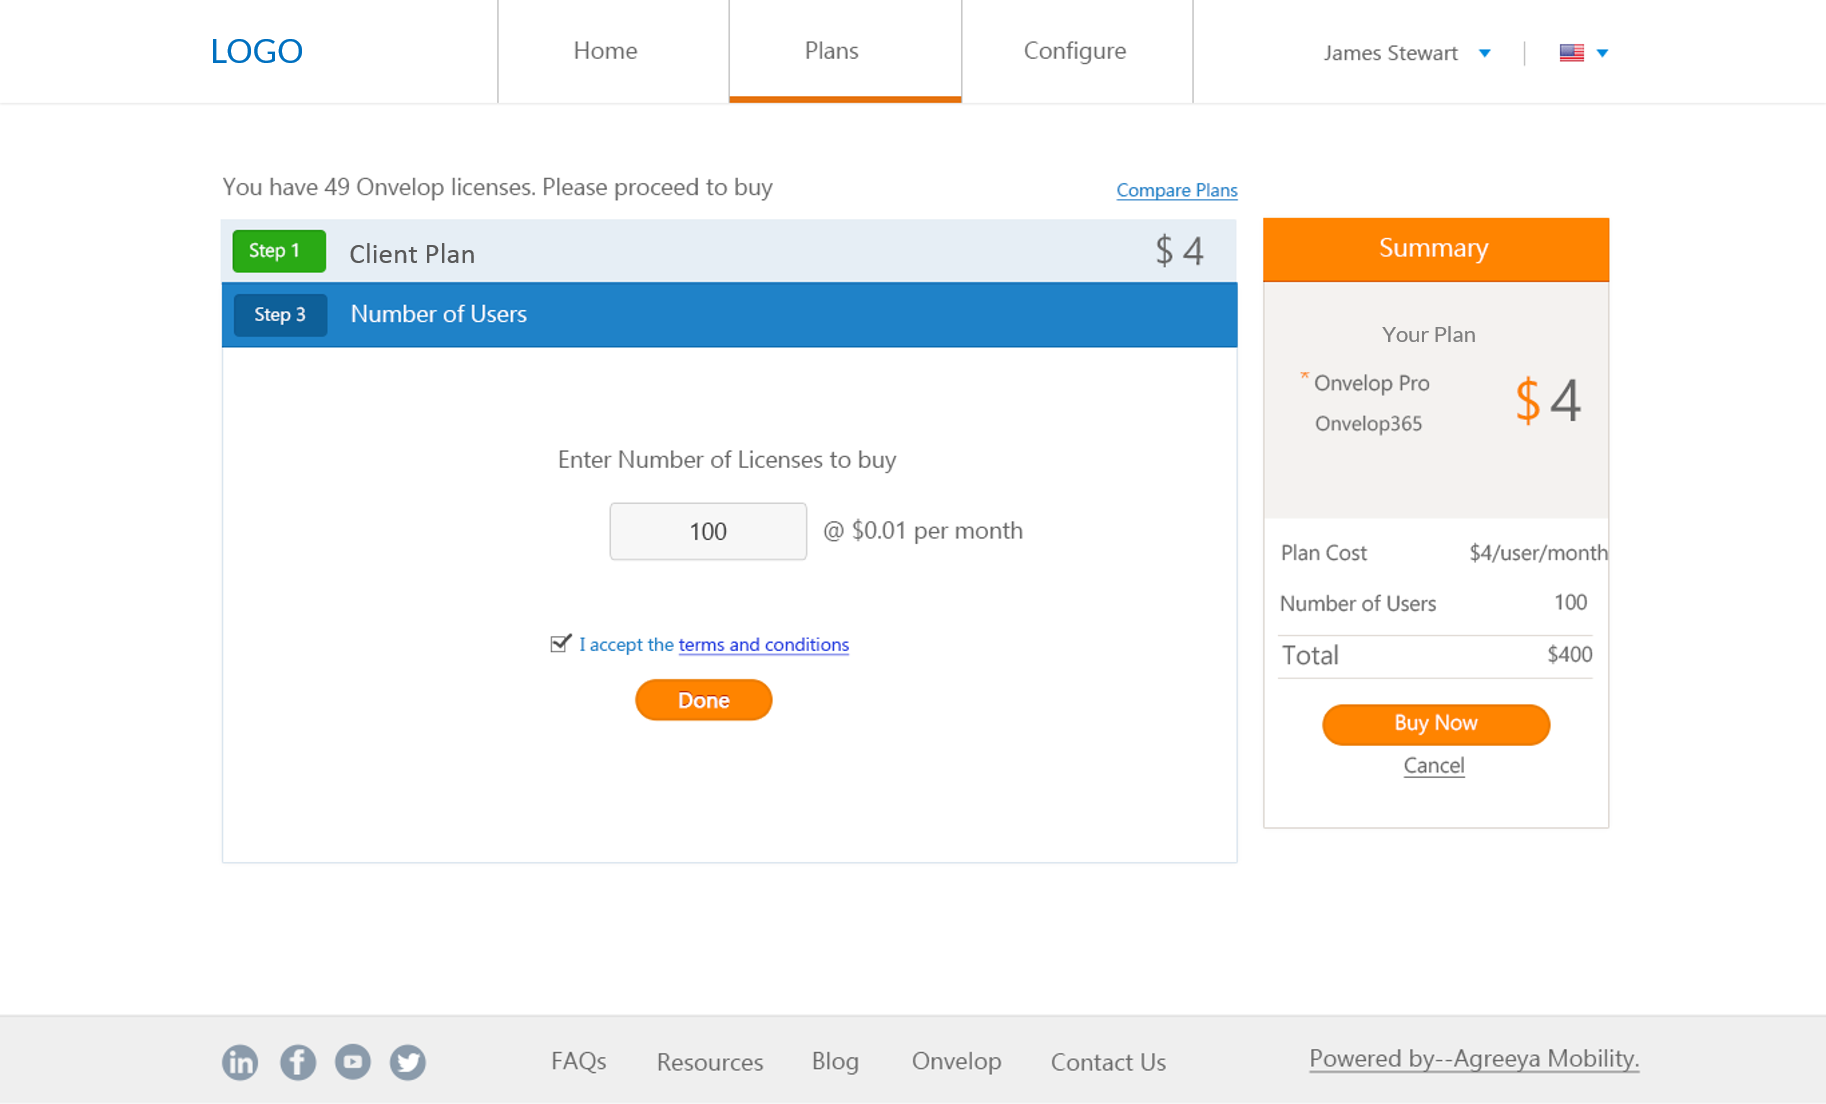 LOGO
Home
Plans
Configure
James Stewart
You have 49 Onvelop licenses. Please proceed to buy
Compare Plans
Step 1
Client Plan
$ 4
Step 3
Number of Users
Enter Number of Licenses to buy
100
@ $0.01 per month
I accept the terms and conditions
Done
Summary
Your Plan
* Onvelop Pro
Onvelop365
$ 4
Plan Cost
$4/user/month
Number of Users
100
Total
$400
Buy Now
Cancel
in
f
FAQs
Resources
Blog
Onvelop
Contact Us
Powered by--Agreeya Mobility.